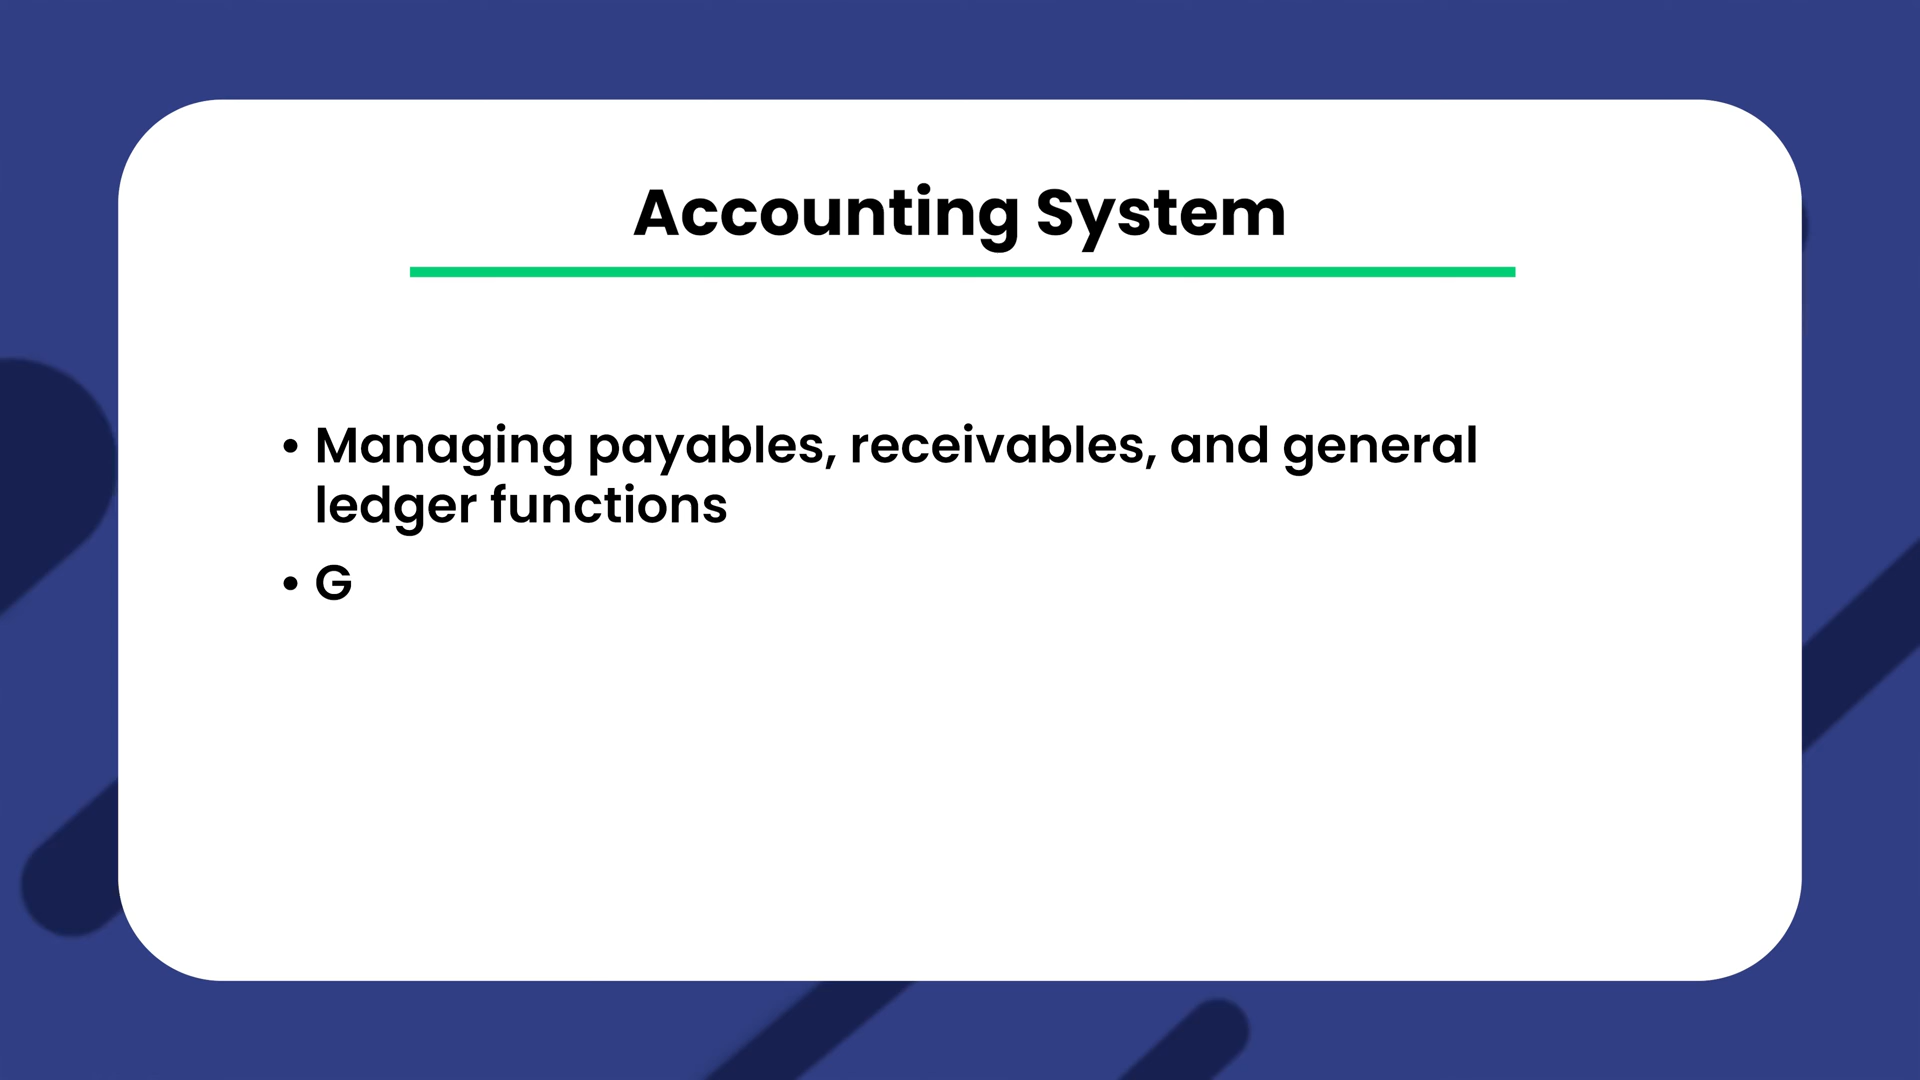 Accounting System
• Managing payables, receivables, and general
ledger functions
• G